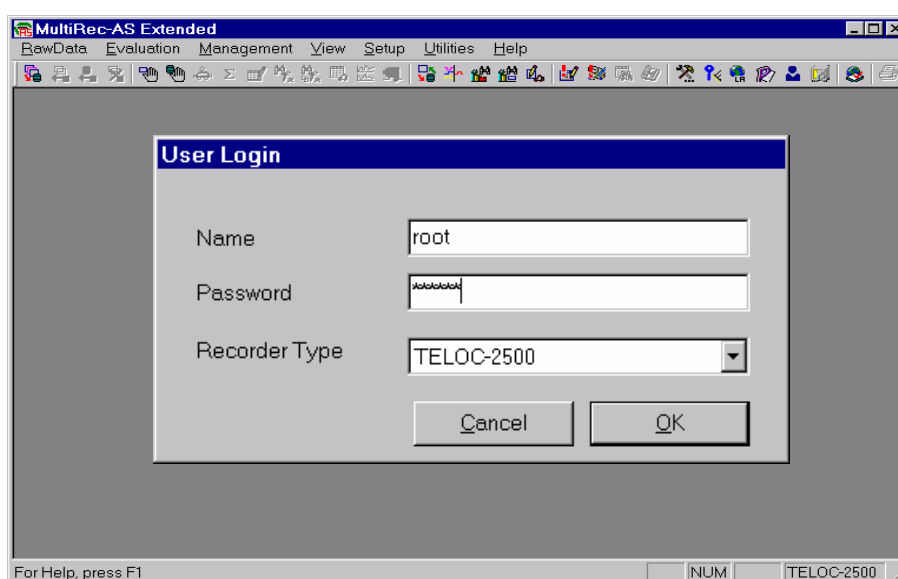 MultiRec-AS Extended
RawData Evaluation Management View Setup Utilities Help
User Login
Name root
Password *******
Recorder Type TELOC-2500
Cancel OK
For Help, press F1 NUM TELOC-2500